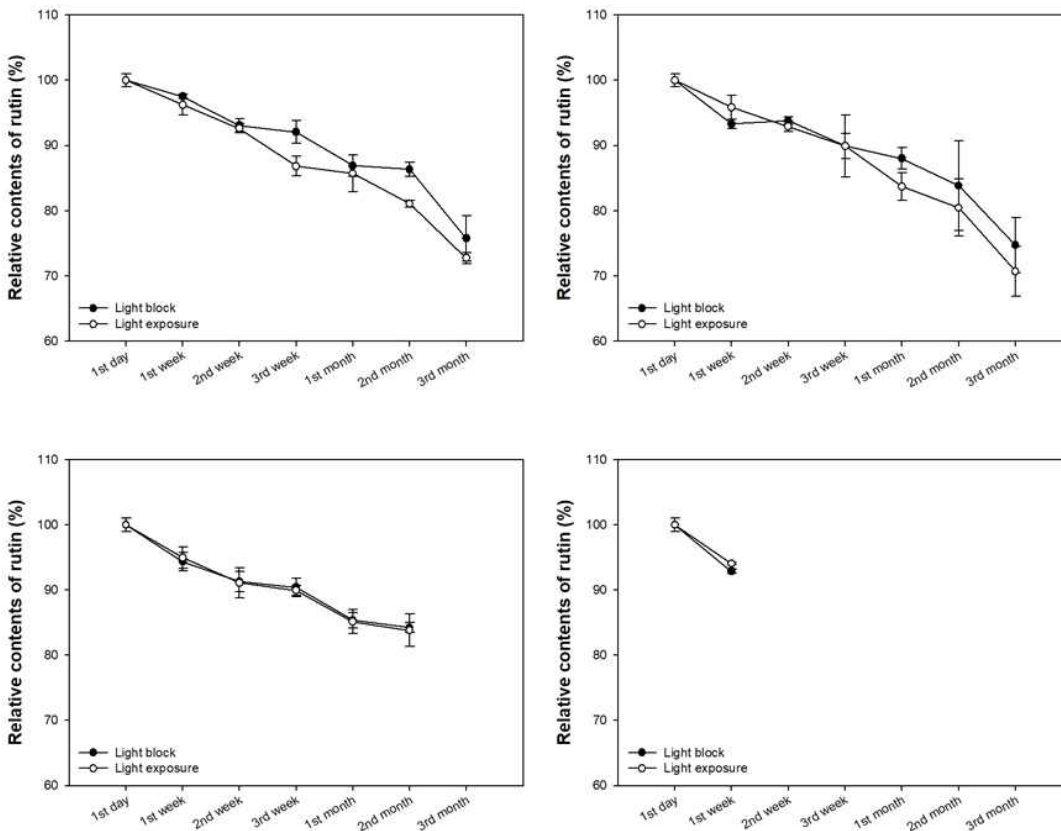 Relative contents of rutin (%)
110
100
90
80
70
60
Light block
Light exposure
1st day
1st week
2nd week
3rd week
1st month
2nd month
3rd month
Relative contents of rutin (%)
110
100
90
80
70
60
Light block
Light exposure
1st day
1st week
2nd week
3rd week
1st month
2nd month
3rd month
Relative contents of rutin (%)
110
100
90
80
70
60
Light block
Light exposure
1st day
1st week
2nd week
3rd week
1st month
2nd month
3rd month
Relative contents of rutin (%)
110
100
90
80
70
60
Light block
Light exposure
1st day
1st week
2nd week
3rd week
1st month
2nd month
3rd month